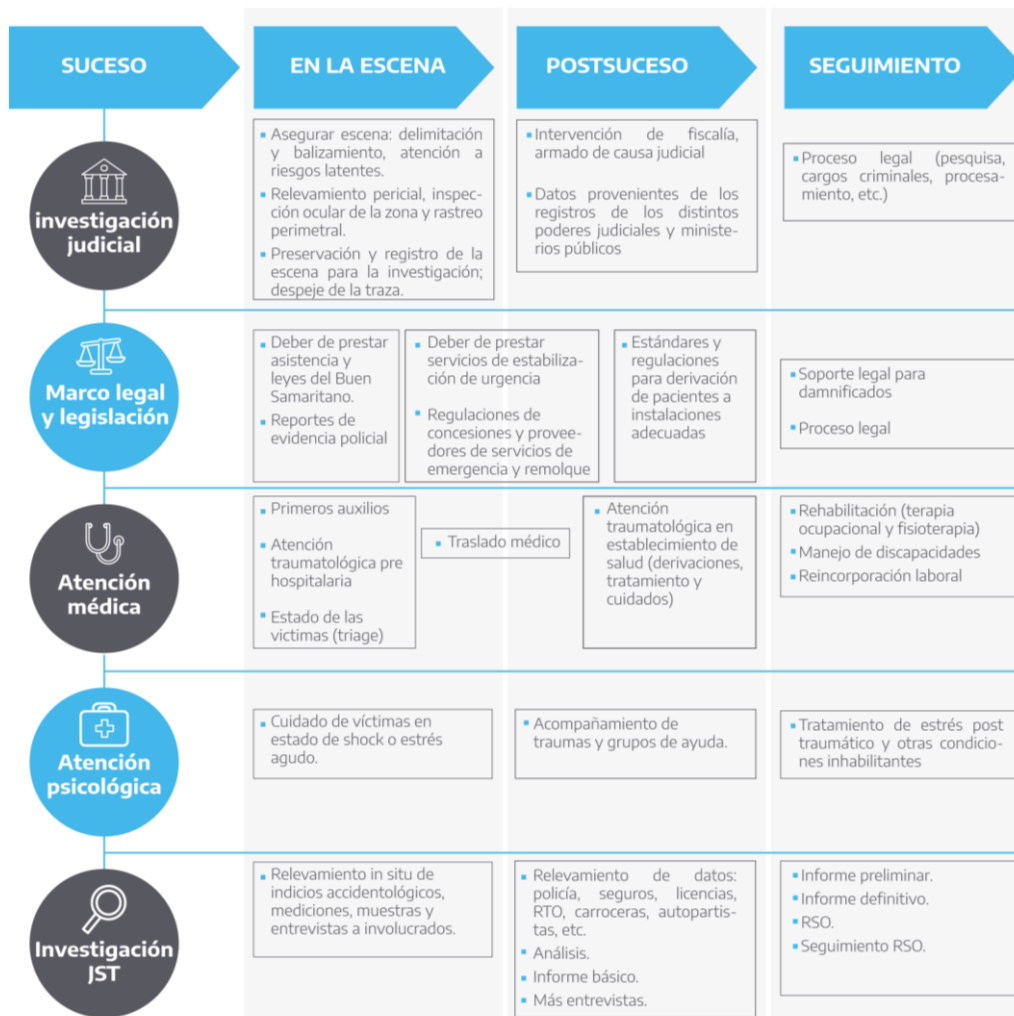 SUCESO
EN LA ESCENA
POSTSUCESO
SEGUIMIENTO
investigación
judicial
▪ Asegurar escena: delimitación
y balizamiento, atención a
riesgos latentes.
▪ Relevamiento pericial, inspec-
ción ocular de la zona y rastreo
perimetral.
▪ Preservación y registro de la
escena para la investigación;
despeje de la traza.
▪ Intervención de fiscalía,
armado de causa judicial
▪ Datos provenientes de los
registros de los distintos
poderes judiciales y ministe-
rios públicos
▪ Proceso legal (pesquisa,
cargos criminales, procesa-
miento, etc.)
Marco legal
y legislación
▪ Deber de prestar
asistencia y
leyes del Buen
Samaritano.
▪ Reportes de
evidencia policial
▪ Deber de prestar
servicios de estabiliza-
ción de urgencia
▪ Regulaciones de
concesiones y provee-
dores de servicios de
emergencia y remolque
▪ Estándares y
regulaciones
para derivación
de pacientes a
instalaciones
adecuadas
▪ Soporte legal para
damnificados
▪ Proceso legal
Atención
médica
▪ Primeros auxilios
▪ Atención
traumatológica pre
hospitalaria
▪ Estado de las
victimas (triage)
▪ Traslado médico
▪ Atención
traumatológica en
establecimiento de
salud (derivaciones,
tratamiento y
cuidados)
▪ Rehabilitación (terapia
ocupacional y fisioterapia)
▪ Manejo de discapacidades
▪ Reincorporación laboral
Atención
psicológica
▪ Cuidado de víctimas en
estado de shock o estrés
agudo.
▪ Acompañamiento de
traumas y grupos de ayuda.
▪ Tratamiento de estrés post
traumático y otras condicio-
nes inhabilitantes
Investigación
JST
▪ Relevamiento in situ de
indicios accidentológicos,
mediciones, muestras y
entrevistas a involucrados.
▪ Relevamiento de datos:
policía, seguros, licencias,
RTO, carroceras, autopartis-
tas, etc.
▪ Análisis.
▪ Informe básico.
▪ Más entrevistas.
▪ Informe preliminar.
▪ Informe definitivo.
▪ RSO.
▪ Seguimiento RSO.